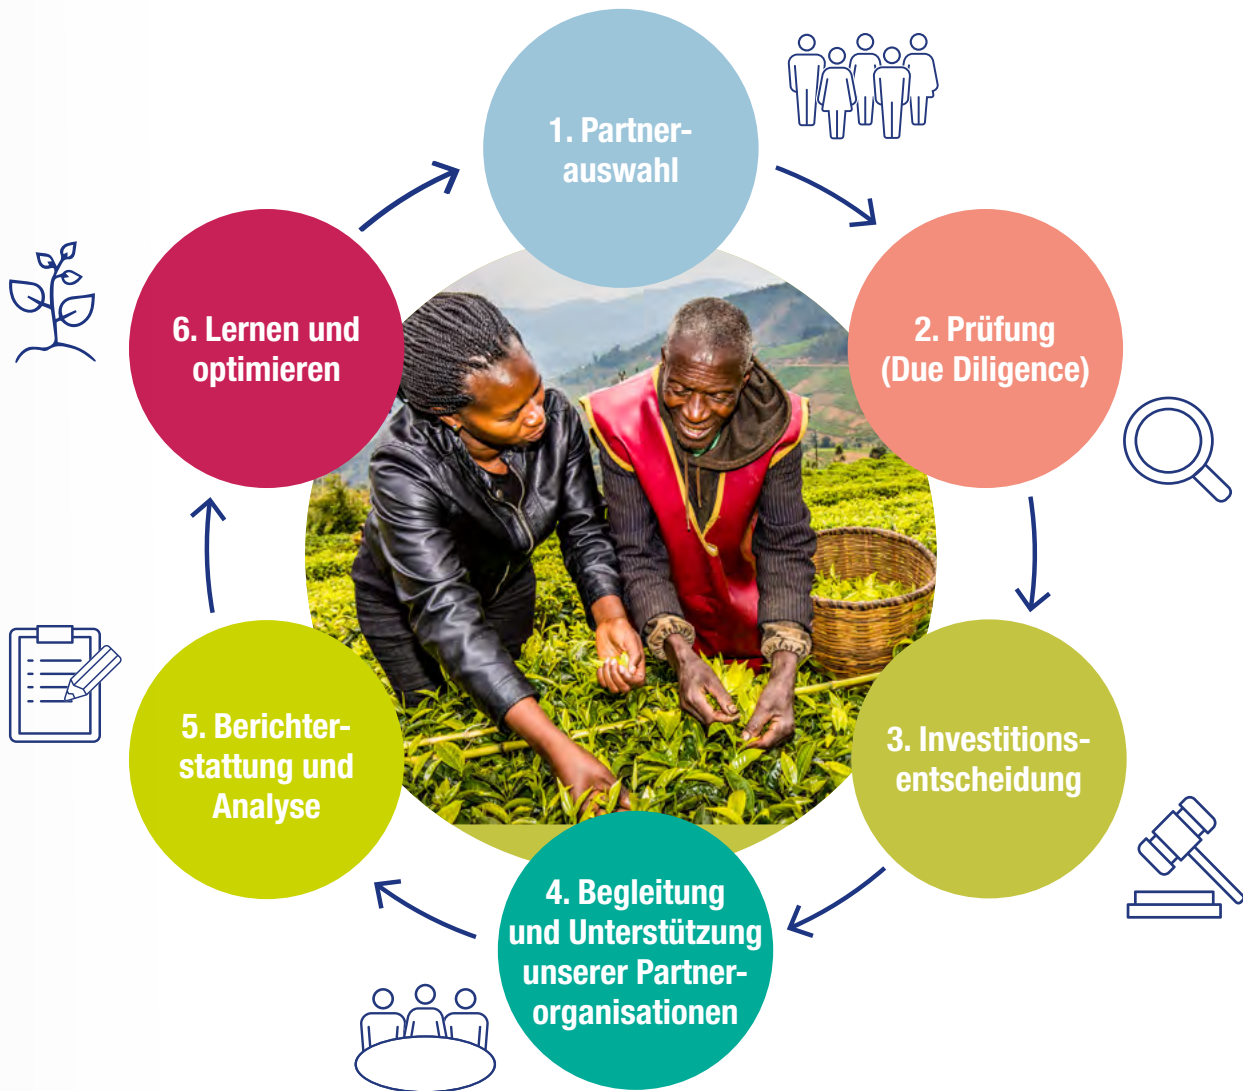 1. Partner-
auswahl
2. Prüfung
(Due Diligence)
3. Investitions-
entscheidung
4. Begleitung
und Unterstützung
unserer Partner-
organisationen
5. Berichter-
stattung und
Analyse
6. Lernen und
optimieren